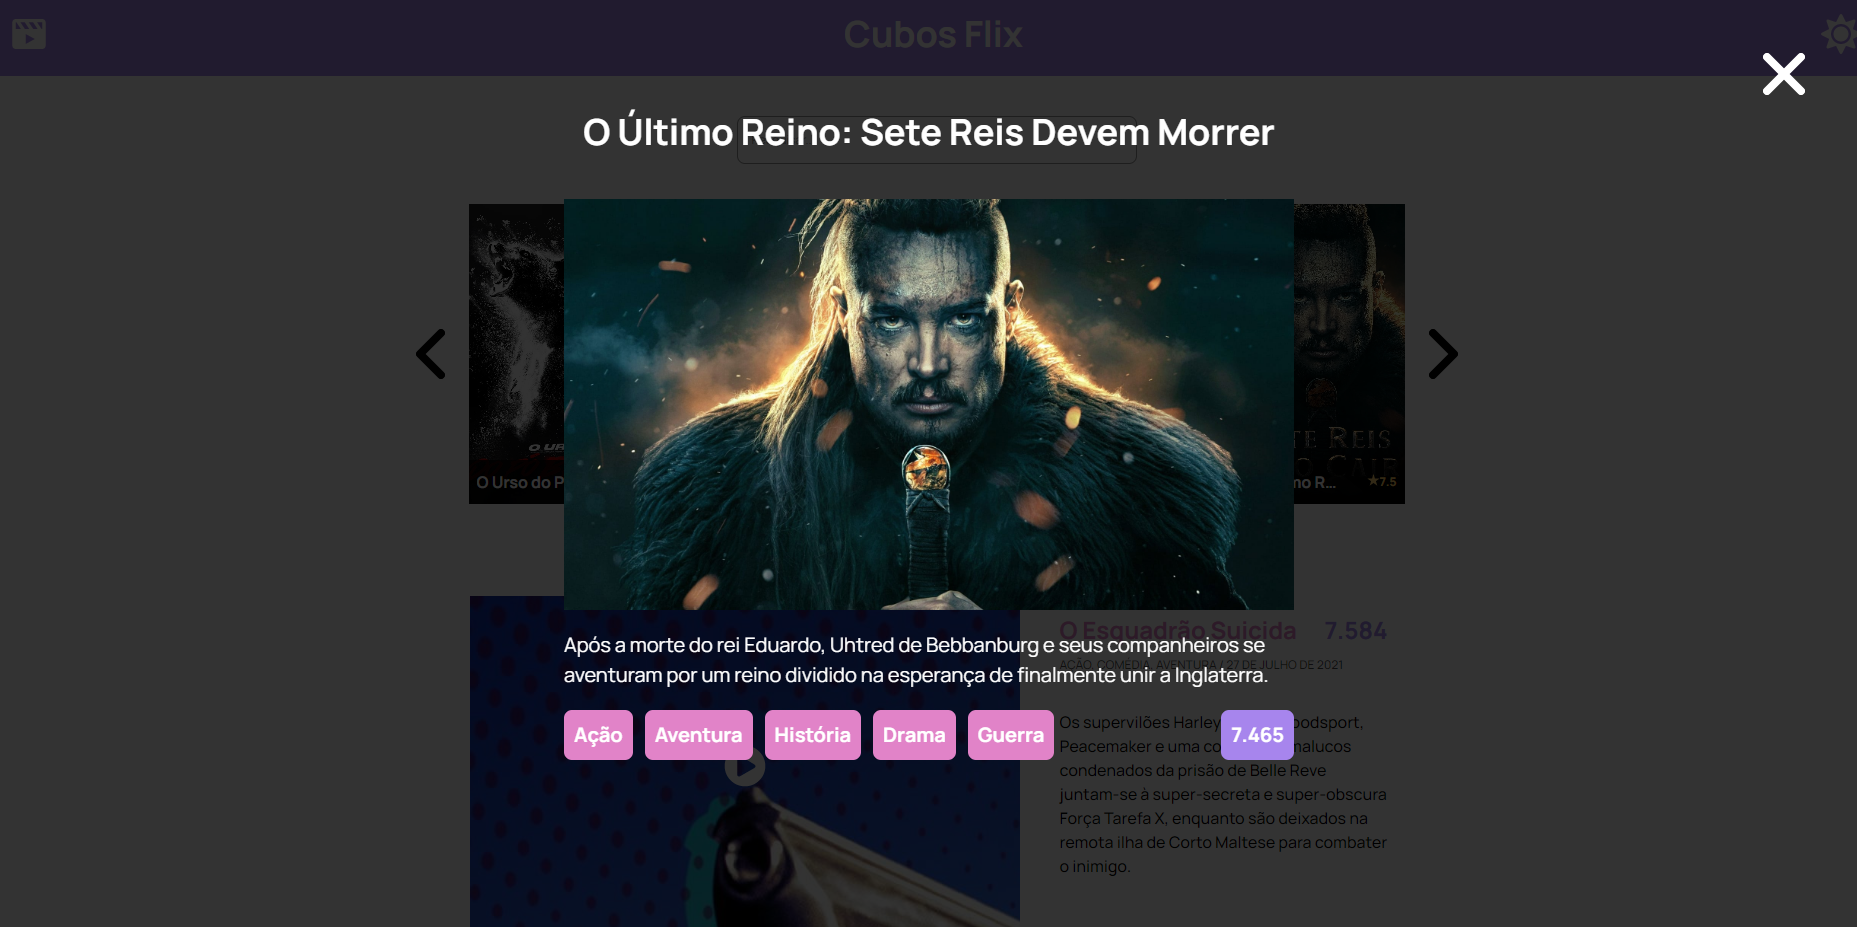 Cubos Flix
O Último Reino: Sete Reis Devem Morrer
TE REIS
O Urso do P
mo R...
★7.5
Após a morte do rei Eduardo, Uhtred de Bebbanburg e seus companheiros se
aventuram por um reino dividido na esperança de finalmente unir a Inglaterra.
Ação
Aventura
História
Drama
Guerra
7.465
O Esquadrão Suicida
7.584
AÇÃO, COMÉDIA, AVENTURA / 27 DE JULHO DE 2021
Os supervilões Harley oodsport,
Peacemaker e uma co malucos
condenados da prisão de Belle Reve
juntam-se à super-secreta e super-obscura
Força Tarefa X, enquanto são deixados na
remota ilha de Corto Maltese para combater
o inimigo.